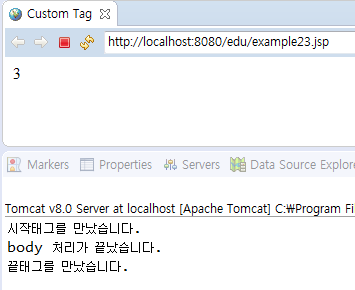 Custom Tag
http://localhost:8080/edu/example23.jsp
3
Markers Properties Servers Data Source Explore
Tomcat v8.0 Server at localhost [Apache Tomcat] C:₩Program Fi
시작태그를 만났습니다.
body 처리가 끝났습니다.
끝태그를 만났습니다.